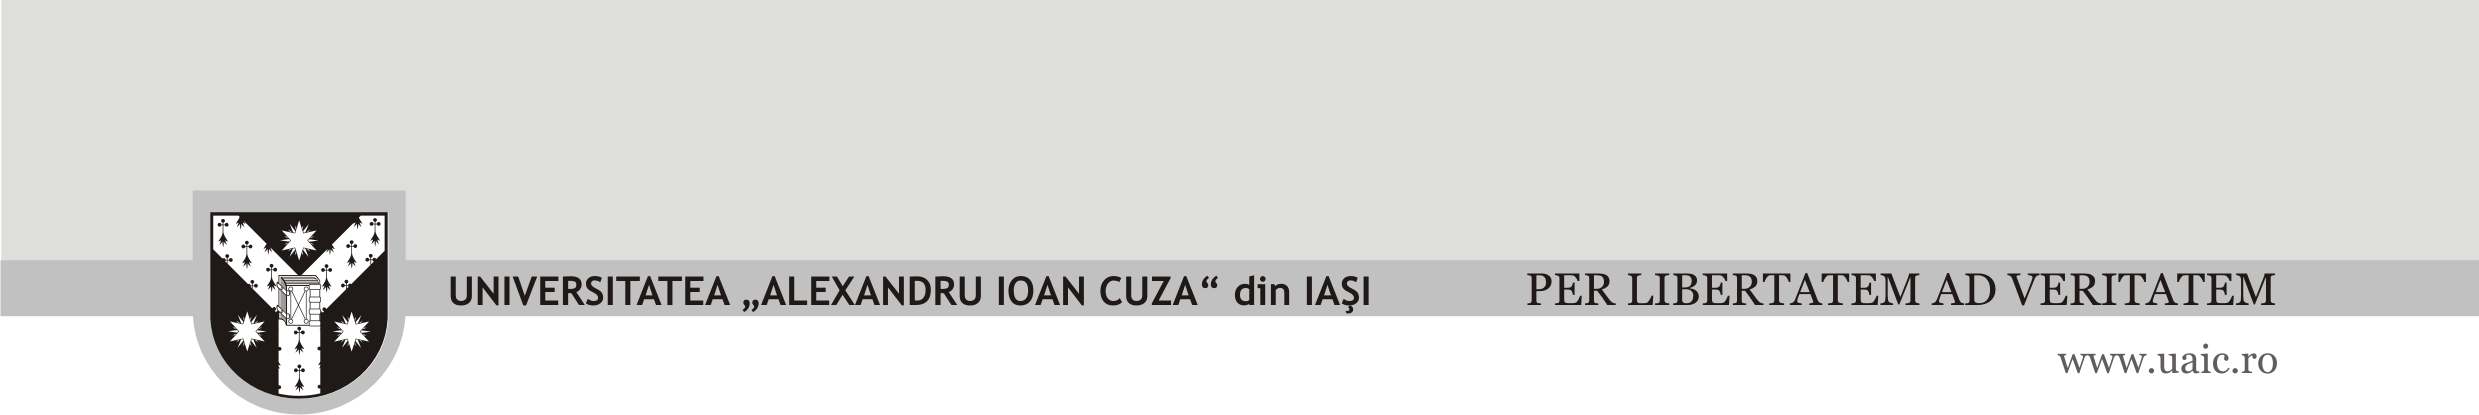 UNIVERSITATEA „ALEXANDRU IOAN CUZA“ din IAŞI
PER LIBERTATEM AD VERITATEM
www.uaic.ro